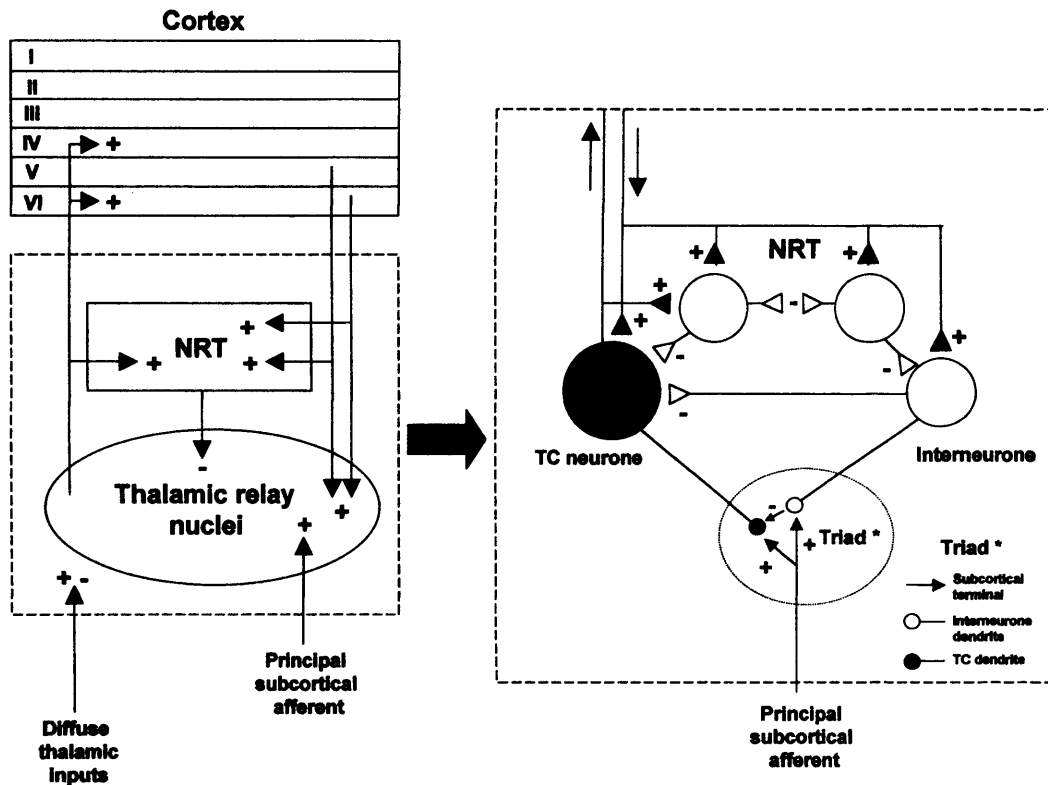 Cortex
I
II
III
IV
V
VI
+
+
NRT
+
+
+
-
Thalamic relay
nuclei
+
+
+ -
Principal
subcortical
afferent
Diffuse
thalamic
inputs
NRT
+
+
+
+
+
-
-
-
-
TC neurone
Interneurone
-
+
+
Triad *
Triad *
Subcortical
terminal
Interneurone
dendrite
TC dendrite
Principal
subcortical
afferent